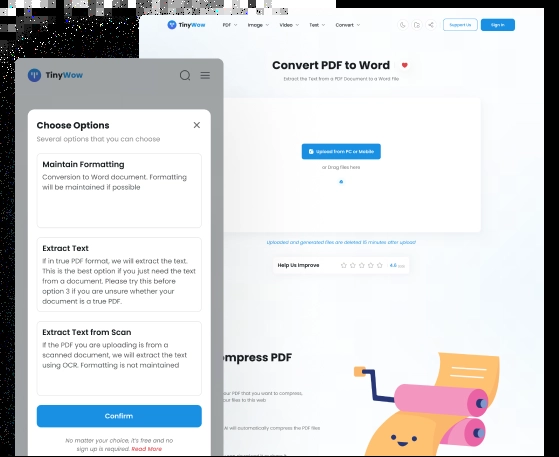 TinyWow
PDF Image Video Text Convert
Support Us Sign In
Convert PDF to Word
Extract the Text from a PDF Document to a Word File
Upload from PC or Mobile
or Drag files here
Uploaded and generated files are deleted 15 minutes after upload
Help Us Improve 4.6
TinyWow
Choose Options
Several options that you can choose
Maintain Formatting
Conversion to Word document. Formatting
will be maintained if possible
Extract Text
If in true PDF format, we will extract the text.
This is the best option if you just need the text
from a document. Please try this before
option 3 if you are unsure whether your
document is a true PDF.
Extract Text from Scan
If the PDF you are uploading is from a
scanned document, we will extract the text
using OCR. Formatting is not maintained
Confirm
No matter your choice, it's free and no
sign up is required. Read More
ompress PDF
our PDF that you want to compress.
our files to this web
AI will automatically compress the PDF files